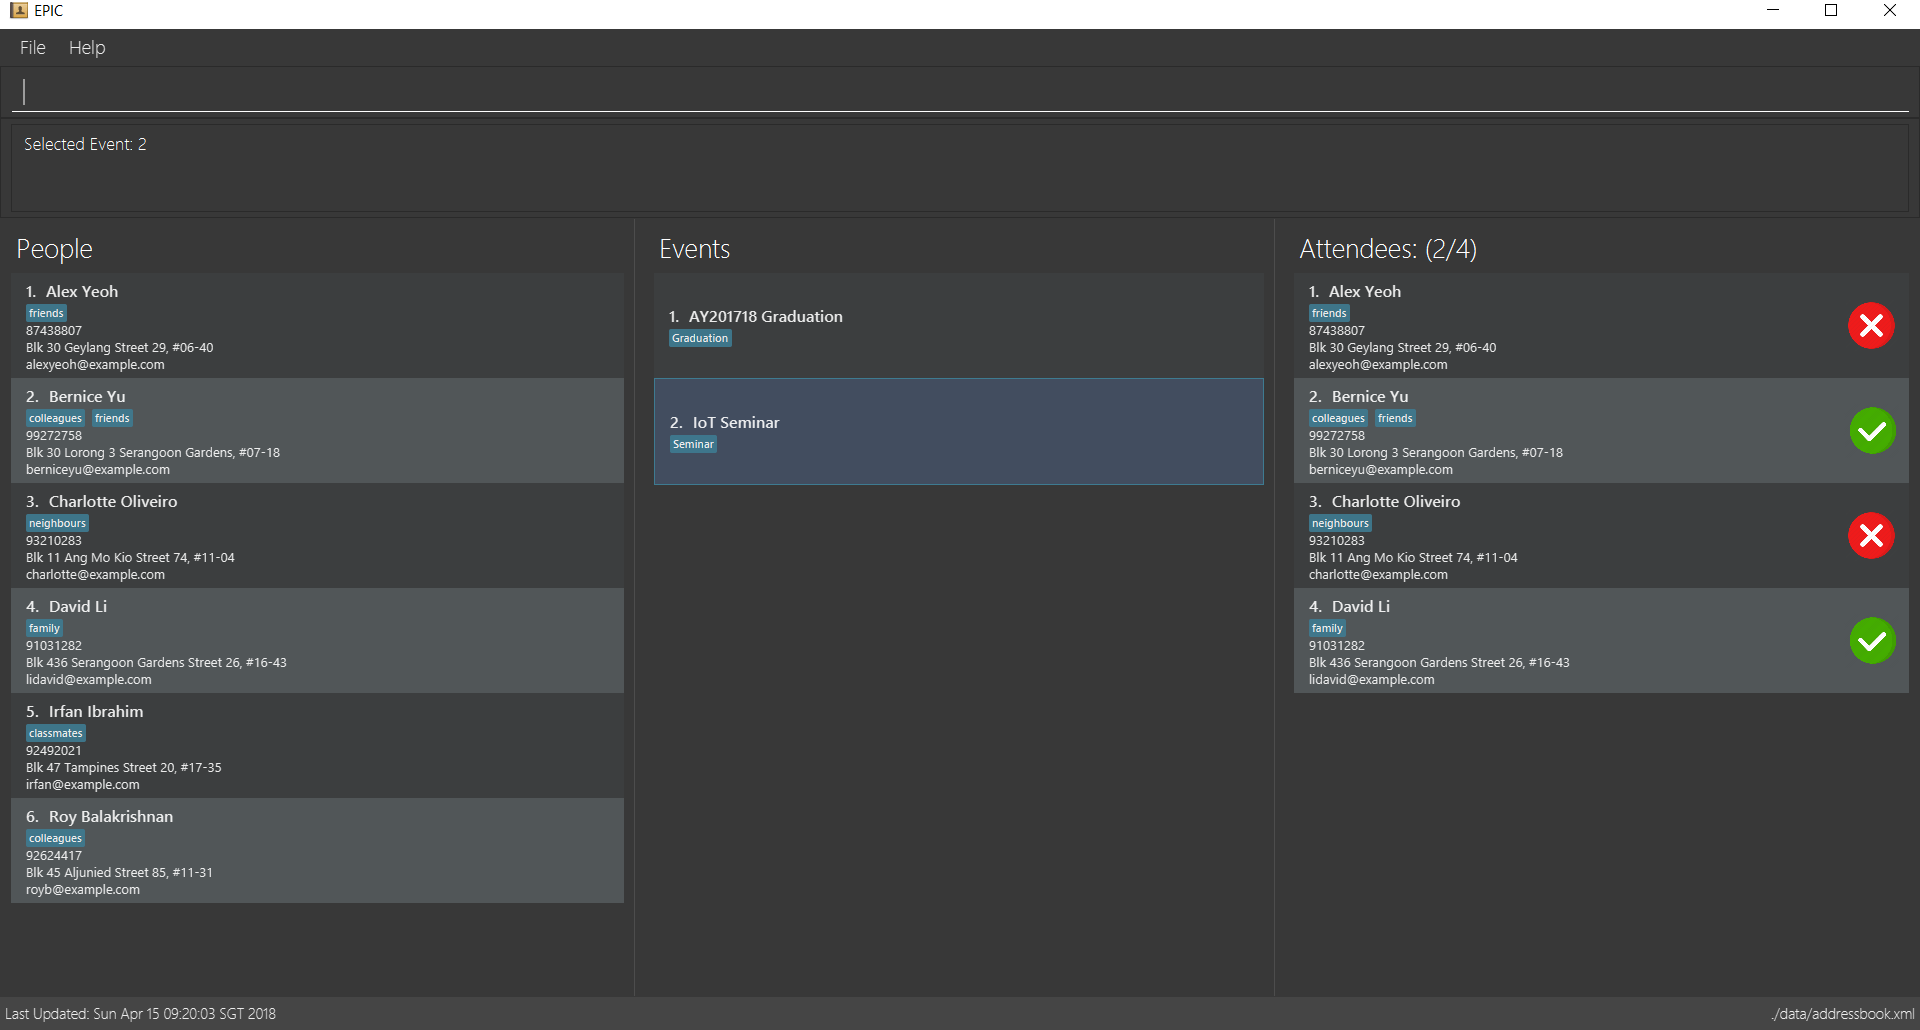 EPIC
File Help
Selected Event: 2
People
1. Alex Yeoh
friends
87438807
Blk 30 Geylang Street 29, #06-40
alexyeoh@example.com
2. Bernice Yu
colleagues friends
99272758
Blk 30 Lorong 3 Serangoon Gardens, #07-18
berniceyu@example.com
3. Charlotte Oliveiro
neighbours
93210283
Blk 11 Ang Mo Kio Street 74, #11-04
charlotte@example.com
4. David Li
family
91031282
Blk 436 Serangoon Gardens Street 26, #16-43
lidavid@example.com
5. Irfan Ibrahim
classmates
92492021
Blk 47 Tampines Street 20, #17-35
irfan@example.com
6. Roy Balakrishnan
colleagues
92624417
Blk 45 Aljunied Street 85, #11-31
royb@example.com
Events
1. AY201718 Graduation
Graduation
2. IoT Seminar
Seminar
Attendees: (2/4)
1. Alex Yeoh
friends
87438807
Blk 30 Geylang Street 29, #06-40
alexyeoh@example.com
2. Bernice Yu
colleagues friends
99272758
Blk 30 Lorong 3 Serangoon Gardens, #07-18
berniceyu@example.com
3. Charlotte Oliveiro
neighbours
93210283
Blk 11 Ang Mo Kio Street 74, #11-04
charlotte@example.com
4. David Li
family
91031282
Blk 436 Serangoon Gardens Street 26, #16-43
lidavid@example.com
Last Updated: Sun Apr 15 09:20:03 SGT 2018
./data/addressbook.xml